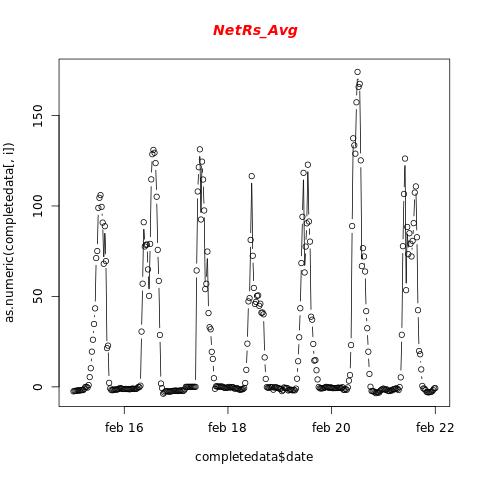 NetRs_Avg
as.numeric(completedata[, i])
150
100
50
0
feb 16
feb 18
feb 20
feb 22
completedata$date